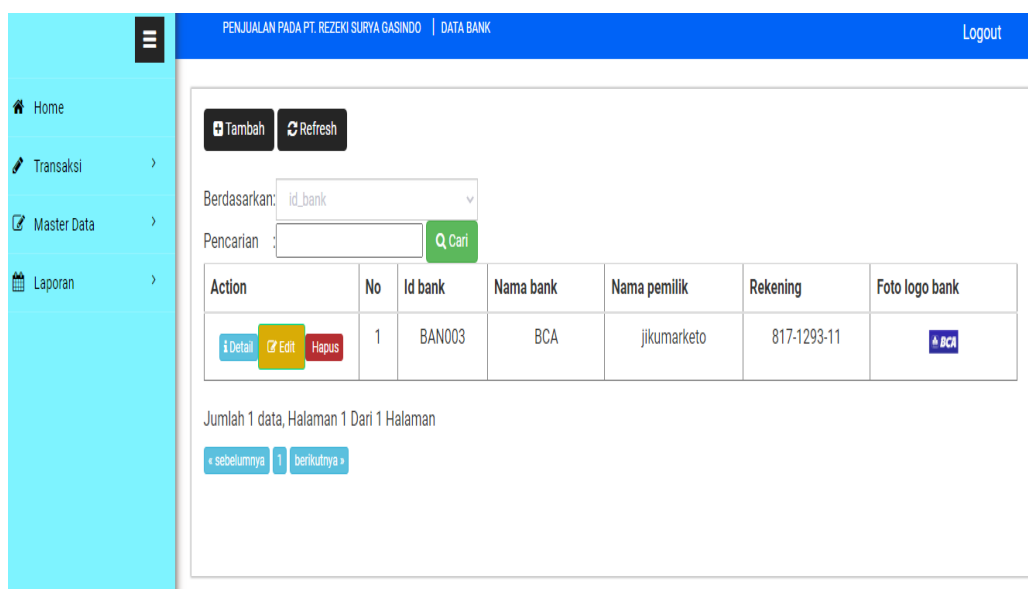 PENJUALAN PADA PT. REZEKI SURYA GASINDO | DATA BANK
Logout
Home
Transaksi
Master Data
Laporan
Tambah Refresh
Berdasarkan: id_bank
Pencarian : Cari
Action No Id bank Nama bank Nama pemilik Rekening Foto logo bank
Detail Edit Hapus 1 BAN003 BCA jikumarketo 817-1293-11 BCA
Jumlah 1 data, Halaman 1 Dari 1 Halaman
« sebelumnya 1 berikutnya »